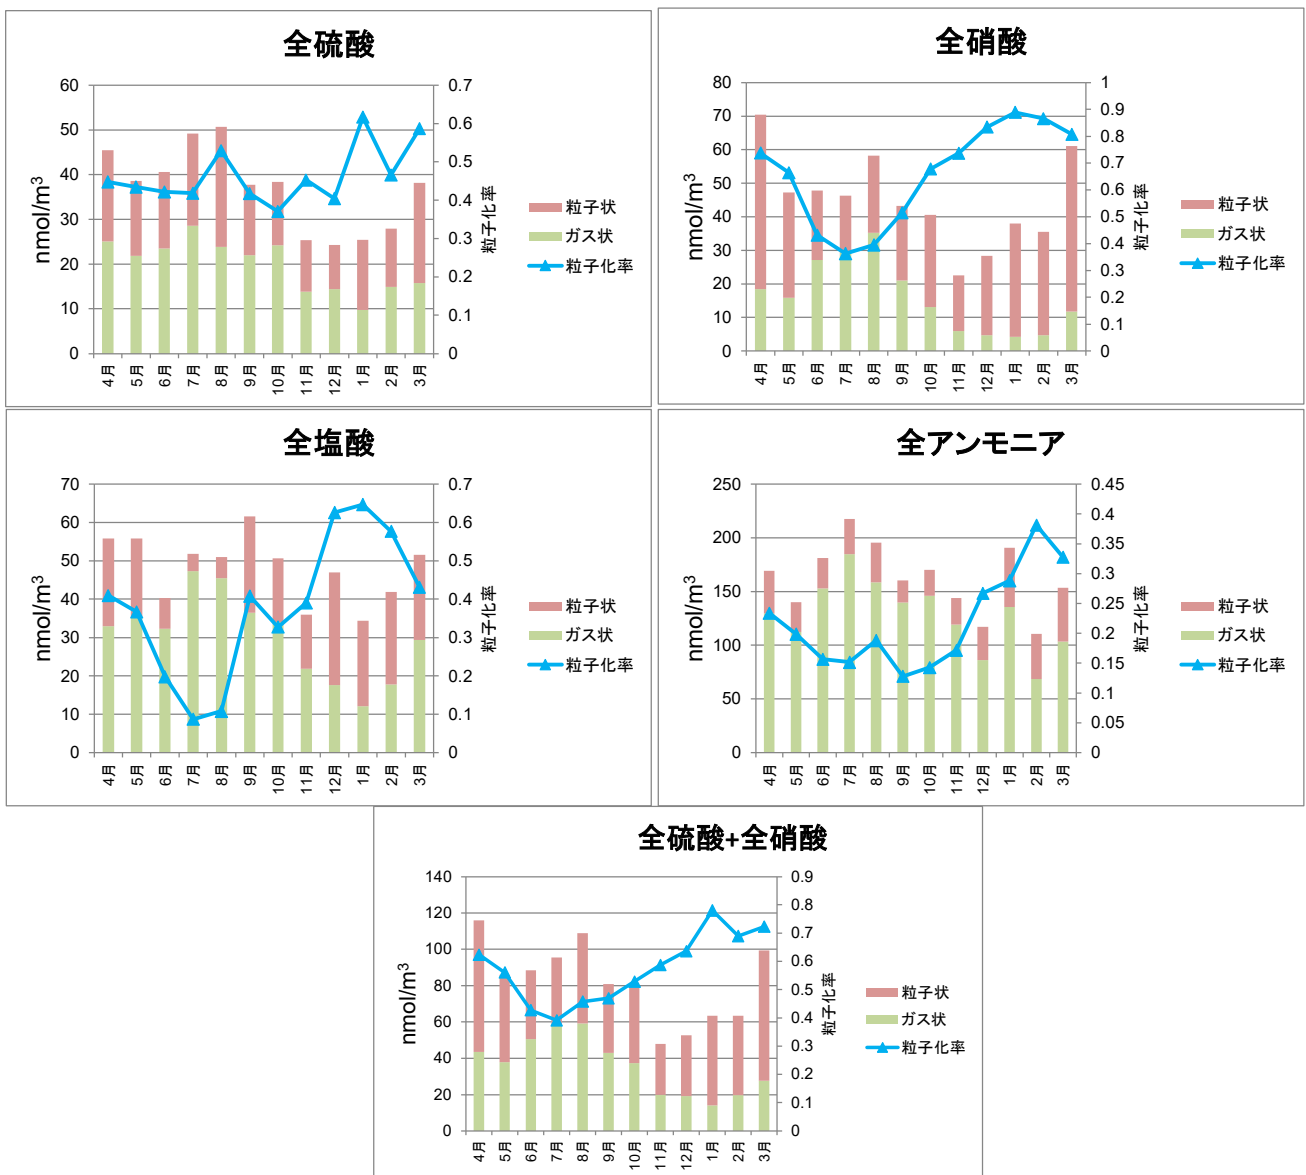 全硫酸
60
50
40
30
20
10
0
nmol/m³
0.7
0.6
0.5
0.4
0.3
0.2
0.1
0
粒子化率
4月 5月 6月 7月 8月 9月 10月 11月 12月 1月 2月 3月
粒子状
ガス状
粒子化率
全硝酸
80
70
60
50
40
30
20
10
0
nmol/m³
1
0.9
0.8
0.7
0.6
0.5
0.4
0.3
0.2
0.1
0
粒子化率
4月 5月 6月 7月 8月 9月 10月 11月 12月 1月 2月 3月
粒子状
ガス状
粒子化率
全塩酸
70
60
50
40
30
20
10
0
nmol/m³
0.7
0.6
0.5
0.4
0.3
0.2
0.1
0
粒子化率
4月 5月 6月 7月 8月 9月 10月 11月 12月 1月 2月 3月
粒子状
ガス状
粒子化率
全アンモニア
250
200
150
100
50
0
nmol/m³
0.45
0.4
0.35
0.3
0.25
0.2
0.15
0.1
0.05
0
粒子化率
4月 5月 6月 7月 8月 9月 10月 11月 12月 1月 2月 3月
粒子状
ガス状
粒子化率
全硫酸+全硝酸
140
120
100
80
60
40
20
0
nmol/m³
0.9
0.8
0.7
0.6
0.5
0.4
0.3
0.2
0.1
0
粒子化率
4月 5月 6月 7月 8月 9月 10月 11月 12月 1月 2月 3月
粒子状
ガス状
粒子化率